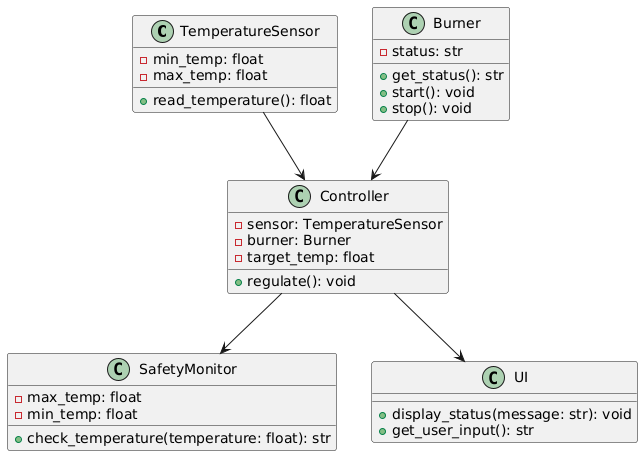 C TemperatureSensor
min_temp: float
max_temp: float
read_temperature(): float
C Burner
status: str
get_status(): str
start(): void
stop(): void
C Controller
sensor: TemperatureSensor
burner: Burner
target_temp: float
regulate(): void
C SafetyMonitor
max_temp: float
min_temp: float
check_temperature(temperature: float): str
C UI
display_status(message: str): void
get_user_input(): str